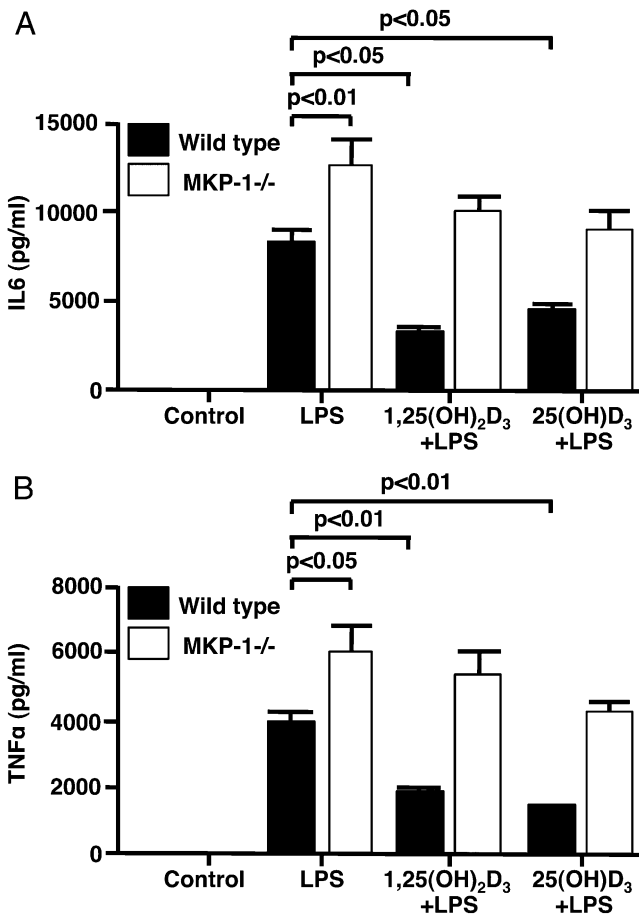 A
p<0.05
p<0.05
p<0.01
15000
Wild type
MKP-1-/-
10000
5000
0
IL6 (pg/ml)
Control
LPS
1,25(OH)₂D₃
+LPS
25(OH)D₃
+LPS
B
p<0.01
p<0.01
p<0.05
8000
Wild type
MKP-1-/-
6000
4000
2000
0
TNFα (pg/ml)
Control
LPS
1,25(OH)₂D₃
+LPS
25(OH)D₃
+LPS